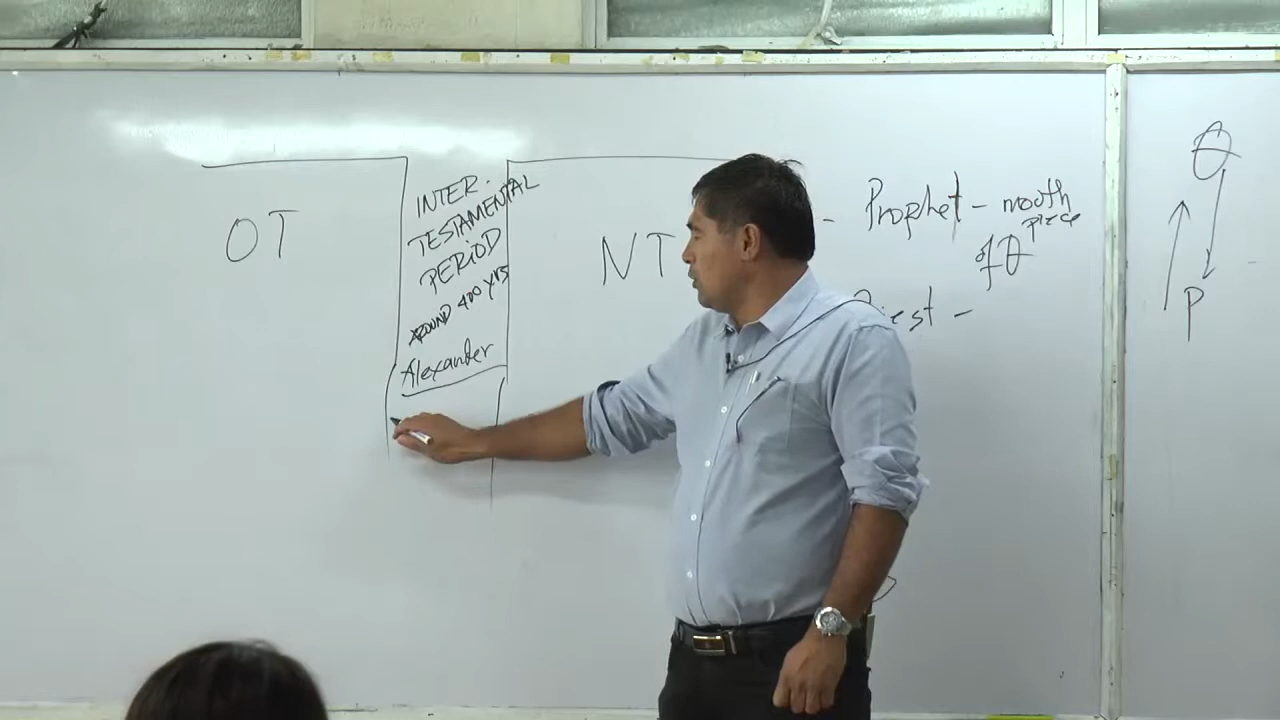 OT
INTER-
TESTAMENTAL
PERIOD
AROUND 400 yrs
Alexander
NT
- Prophet - mouth
piece
of θ
-
θ
P